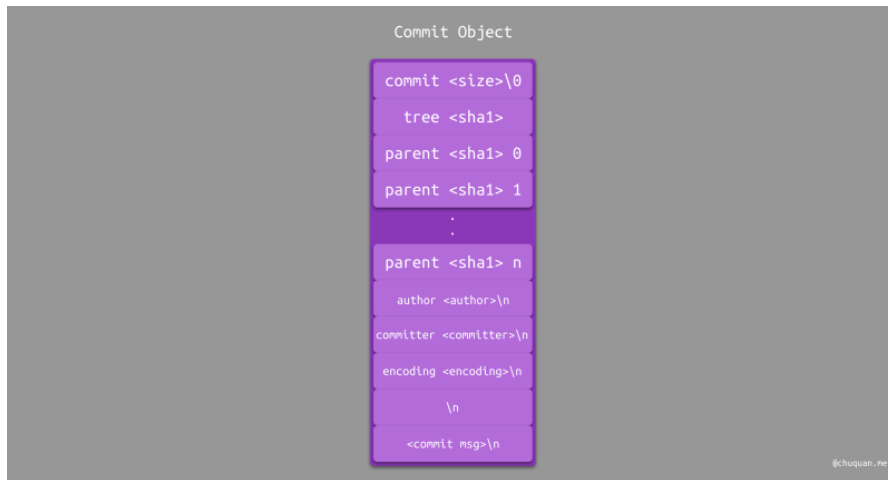 Commit Object
commit <size>\0
tree <sha1>
parent <sha1> 0
parent <sha1> 1
.
.
parent <sha1> n
author <author>\n
committer <committer>\n
encoding <encoding>\n
\n
<commit msg>\n
@chuquan.me